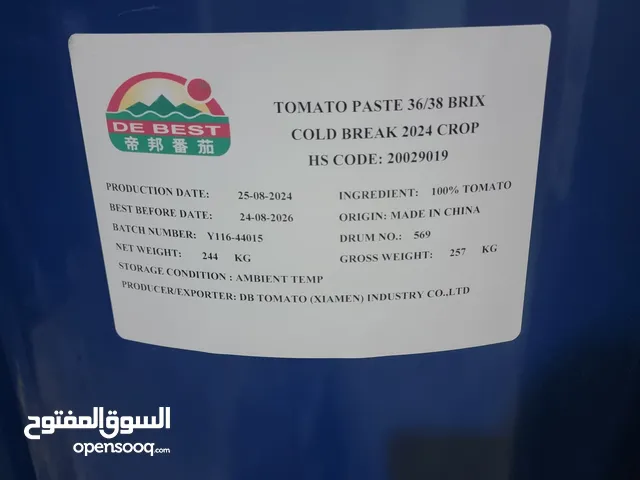 DE BEST
帝邦番茄
TOMATO PASTE 36/38 BRIX
COLD BREAK 2024 CROP
HS CODE: 20029019
PRODUCTION DATE: 25-08-2024 INGREDIENT: 100% TOMATO
BEST BEFORE DATE: 24-08-2026 ORIGIN: MADE IN CHINA
BATCH NUMBER: Y116-44015 DRUM NO.: 569
NET WEIGHT: 244 KG GROSS WEIGHT: 257 KG
STORAGE CONDITION : AMBIENT TEMP
PRODUCER/EXPORTER: DB TOMATO (XIAMEN) INDUSTRY CO.,LTD
السوق المفتوح
opensooq.com